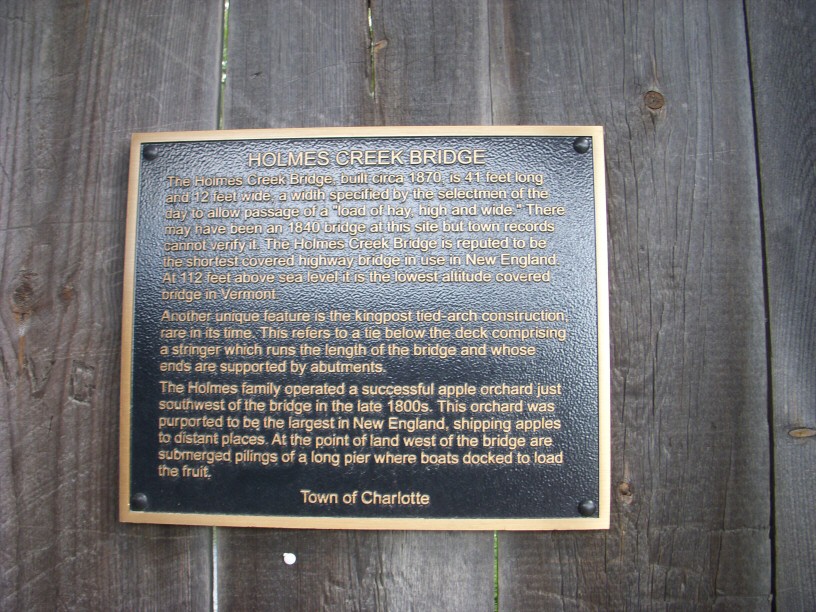 HOLMES CREEK BRIDGE
The Holmes Creek Bridge, built circa 1870, is 41 feet long
and 12 feet wide, a width specified by the selectmen of the
day to allow passage of a "load of hay, high and wide." There
may have been an 1840 bridge at this site but town records
cannot verify it. The Holmes Creek Bridge is reputed to be
the shortest covered highway bridge in use in New England.
At 112 feet above sea level it is the lowest altitude covered
bridge in Vermont.
Another unique feature is the kingpost tied-arch construction,
rare in its time. This refers to a tie below the deck comprising
a stringer which runs the length of the bridge and whose
ends are supported by abutments.
The Holmes family operated a successful apple orchard just
southwest of the bridge in the late 1800s. This orchard was
purported to be the largest in New England, shipping apples
to distant places. At the point of land west of the bridge are
submerged pilings of a long pier where boats docked to load
the fruit.
Town of Charlotte